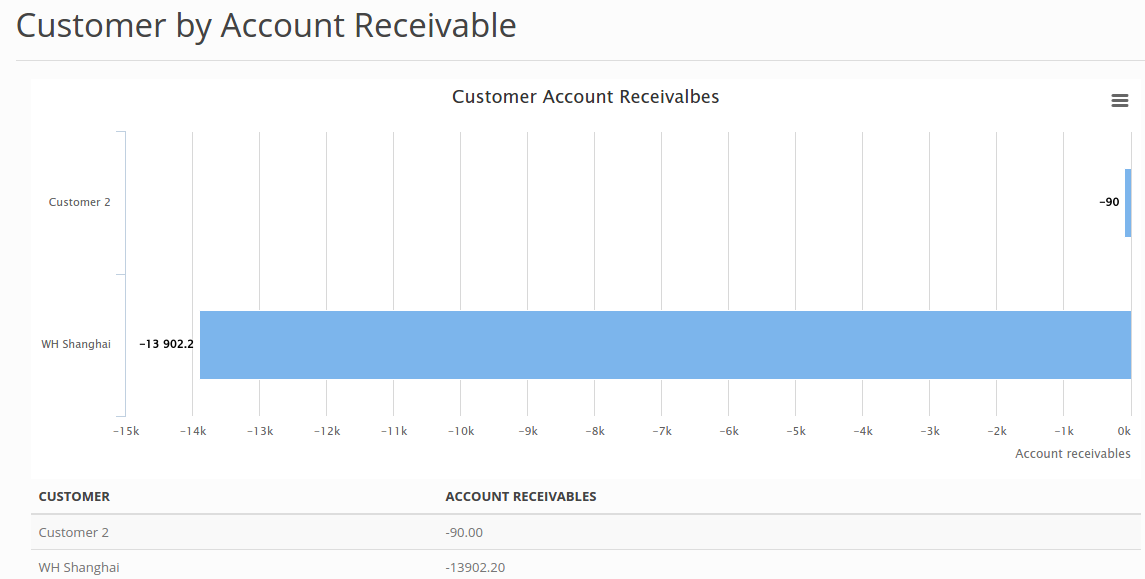 Customer by Account Receivable
Customer Account Receivalbes
Customer 2
−90
WH Shanghai
−13 902.2
−15k −14k −13k −12k −11k −10k −9k −8k −7k −6k −5k −4k −3k −2k −1k 0k
Account receivables
CUSTOMER ACCOUNT RECEIVABLES
Customer 2 -90.00
WH Shanghai -13902.20